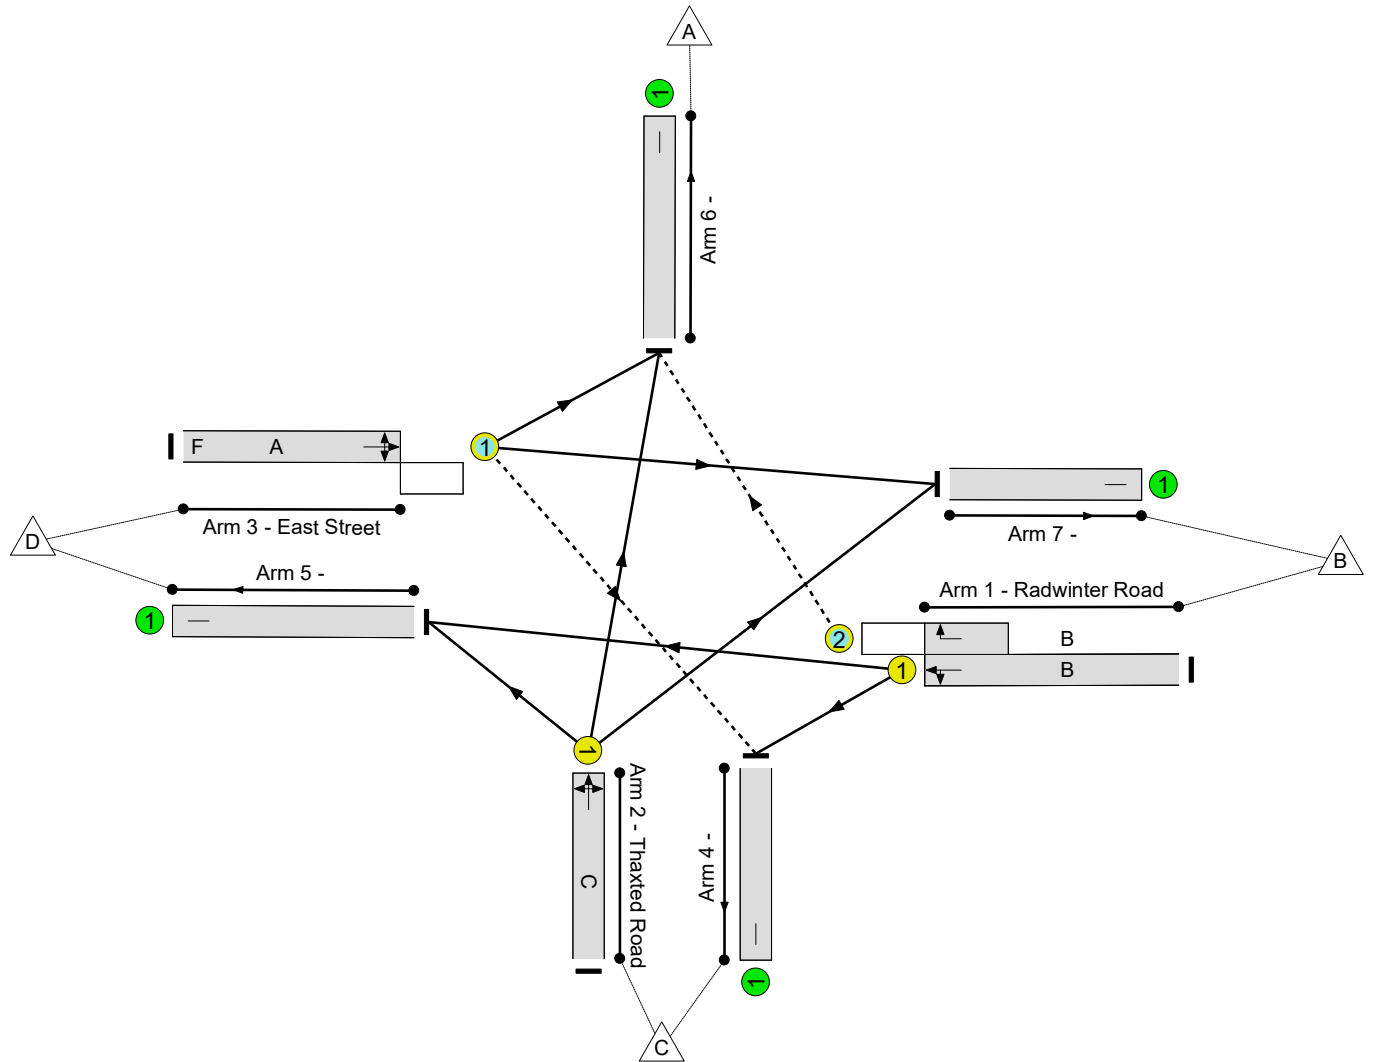 A
1
Arm 6 -
F A
1
Arm 3 - East Street
1
Arm 7 -
D
B
Arm 5 -
1
Arm 1 - Radwinter Road
2
B
1
B
1
Arm 2 - Thaxted Road
C
Arm 4 -
1
C